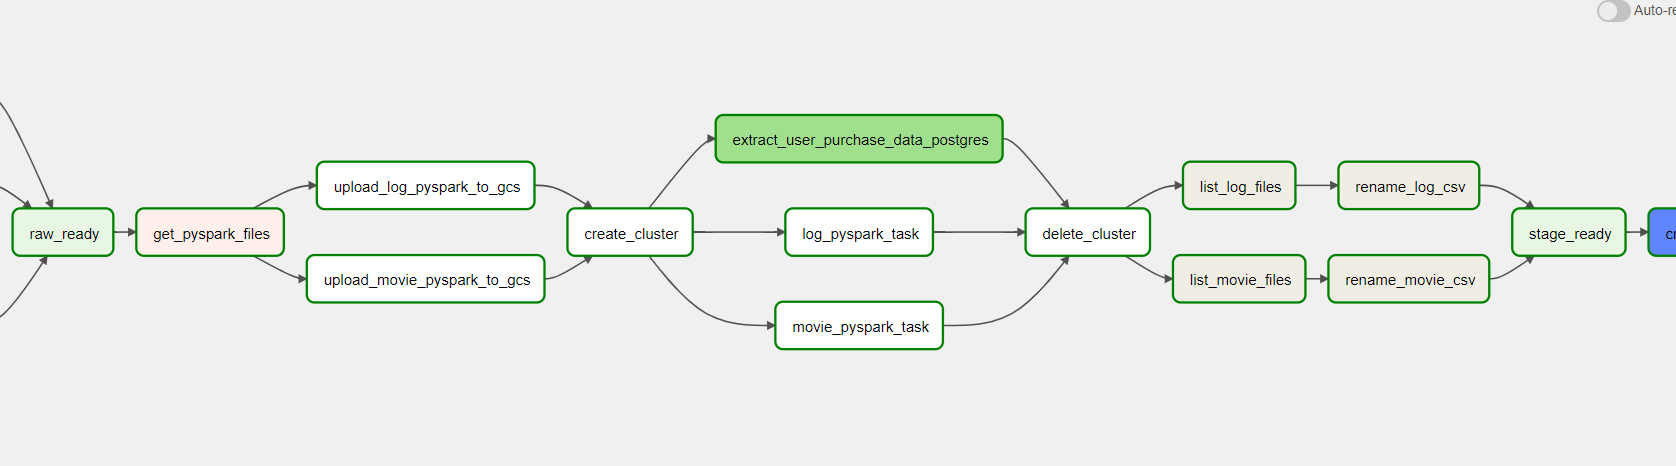 Auto-re
extract_user_purchase_data_postgres
upload_log_pyspark_to_gcs
list_log_files
rename_log_csv
raw_ready
get_pyspark_files
create_cluster
log_pyspark_task
delete_cluster
stage_ready
cr
upload_movie_pyspark_to_gcs
list_movie_files
rename_movie_csv
movie_pyspark_task